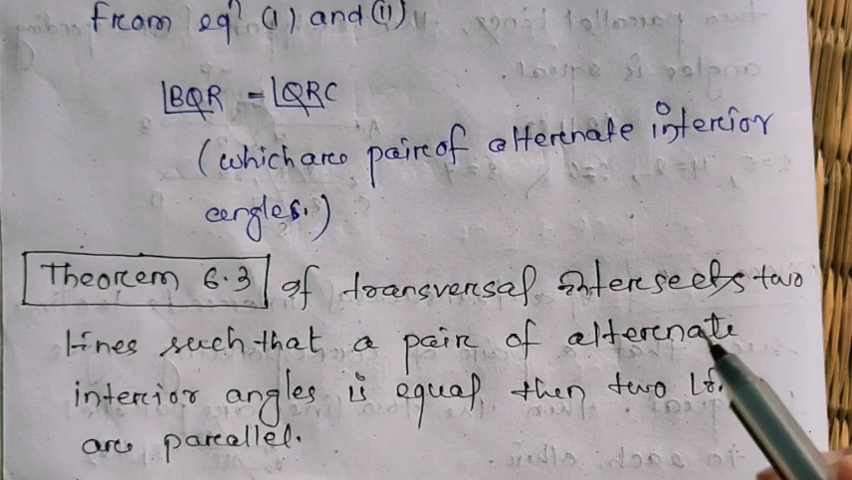 from eqn (i) and (ii)
∠BQR = ∠QRC
(which are pair of alternate interior
angles.)
Theorem 6.3 If transversal intersects two
lines such that a pair of alternate
interior angles is equal, then two
are parallel.